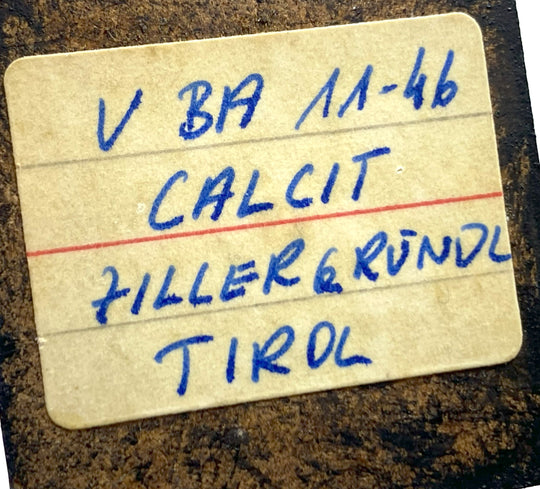 V BA 11-46
CALCIT
ZILLERGRÜNDL
TIROL